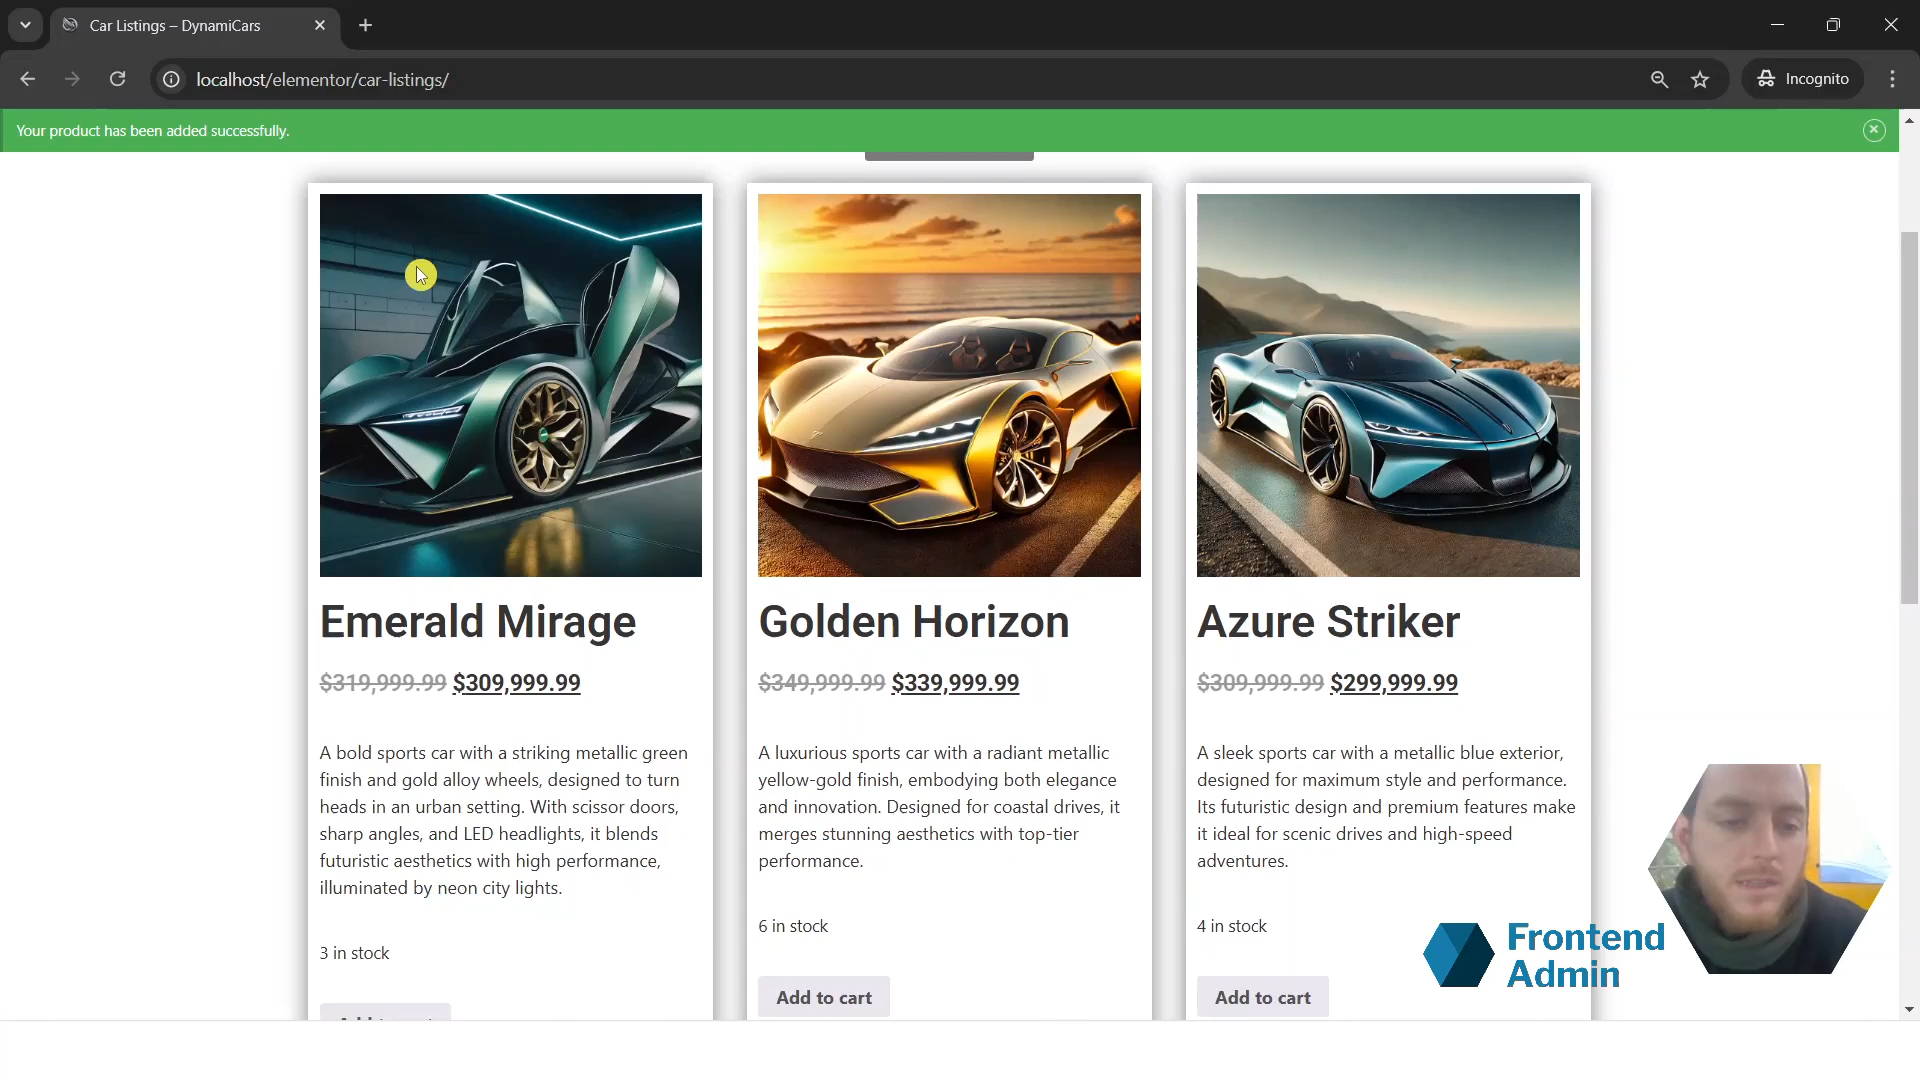 Car Listings – DynamiCars
localhost/elementor/car-listings/
Incognito
Your product has been added successfully.
Emerald Mirage
$319,999.99 $309,999.99
A bold sports car with a striking metallic green
finish and gold alloy wheels, designed to turn
heads in an urban setting. With scissor doors,
sharp angles, and LED headlights, it blends
futuristic aesthetics with high performance,
illuminated by neon city lights.
3 in stock
Golden Horizon
$349,999.99 $339,999.99
A luxurious sports car with a radiant metallic
yellow-gold finish, embodying both elegance
and innovation. Designed for coastal drives, it
merges stunning aesthetics with top-tier
performance.
6 in stock
Add to cart
Azure Striker
$309,999.99 $299,999.99
A sleek sports car with a metallic blue exterior,
designed for maximum style and performance.
Its futuristic design and premium features make
it ideal for scenic drives and high-speed
adventures.
4 in stock
Add to cart
Frontend
Admin